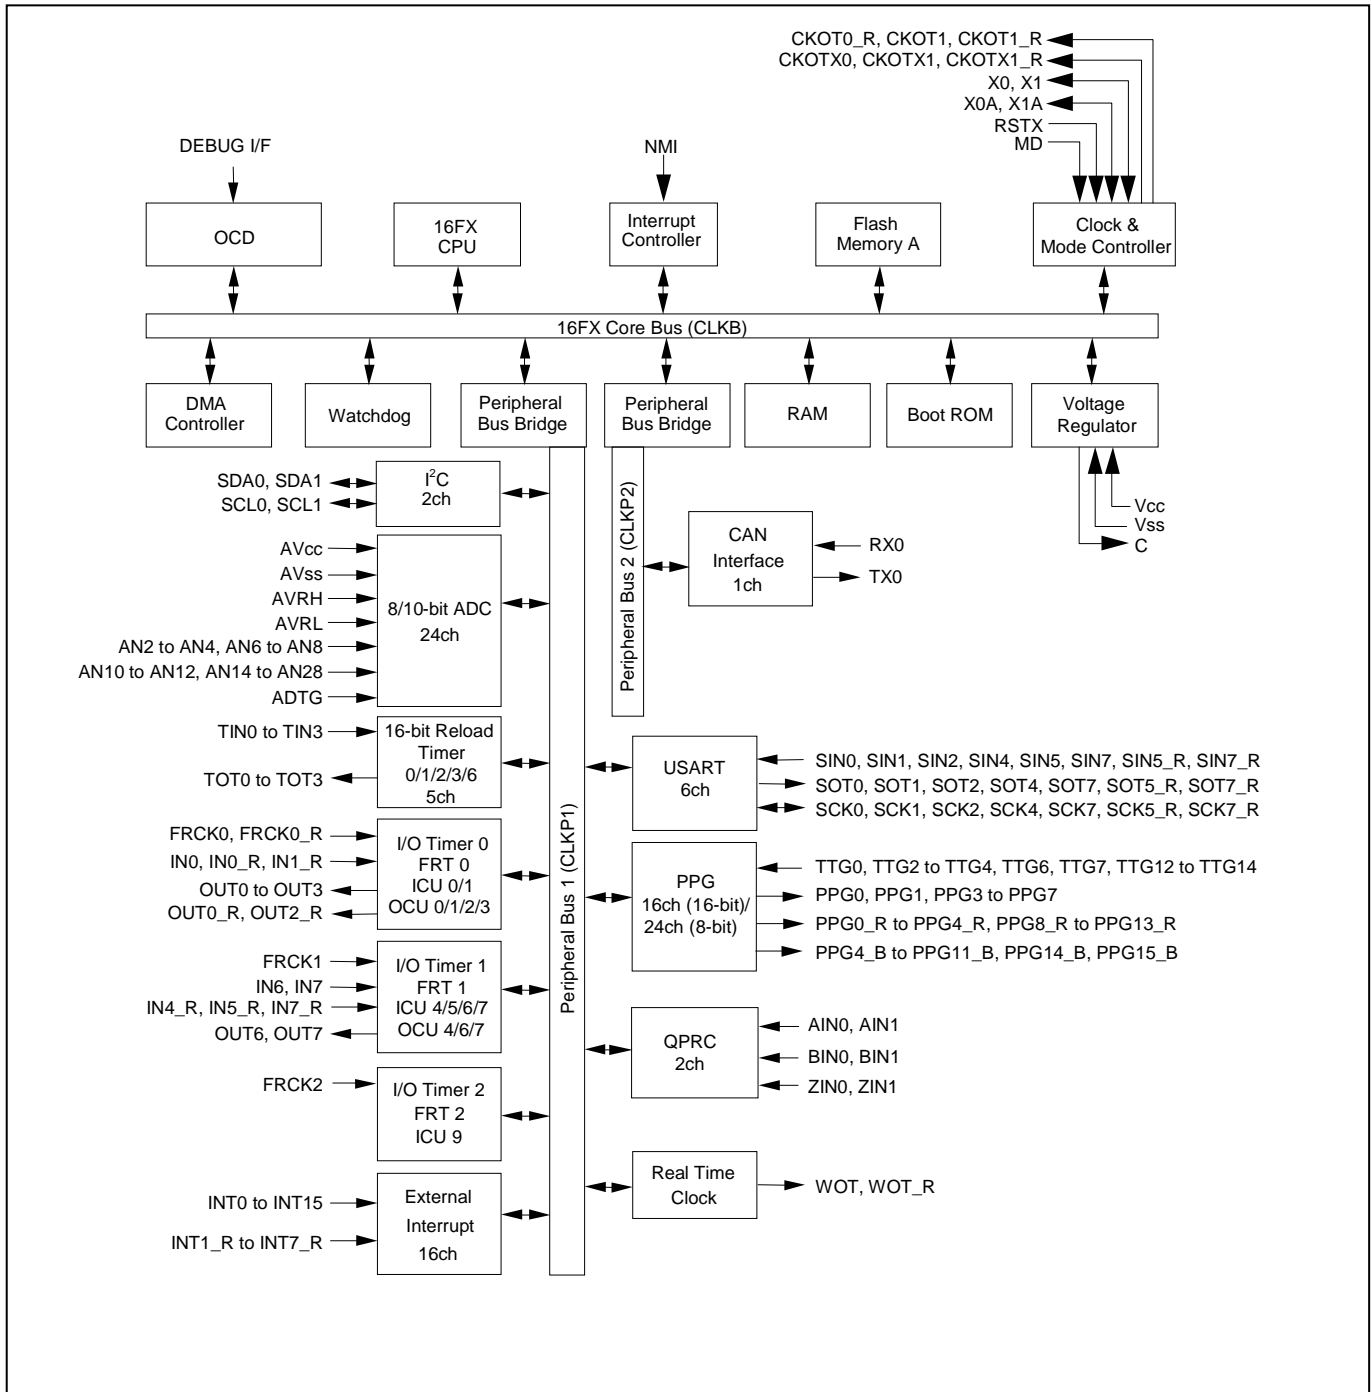 CKOT0_R, CKOT1, CKOT1_R
CKOTX0, CKOTX1, CKOTX1_R
X0, X1
X0A, X1A
RSTX
MD
DEBUG I/F
NMI
OCD
16FX
CPU
Interrupt
Controller
Flash
Memory A
Clock &
Mode Controller
16FX Core Bus (CLKB)
DMA
Controller
Watchdog
Peripheral
Bus Bridge
Peripheral
Bus Bridge
RAM
Boot ROM
Voltage
Regulator
Vcc
Vss
C
SDA0, SDA1
SCL0, SCL1
I²C
2ch
AVcc
AVss
AVRH
AVRL
AN2 to AN4, AN6 to AN8
AN10 to AN12, AN14 to AN28
ADTG
8/10-bit ADC
24ch
TIN0 to TIN3
TOT0 to TOT3
16-bit Reload
Timer
0/1/2/3/6
5ch
FRCK0, FRCK0_R
IN0, IN0_R, IN1_R
OUT0 to OUT3
OUT0_R, OUT2_R
I/O Timer 0
FRT 0
ICU 0/1
OCU 0/1/2/3
FRCK1
IN6, IN7
IN4_R, IN5_R, IN7_R
OUT6, OUT7
I/O Timer 1
FRT 1
ICU 4/5/6/7
OCU 4/6/7
FRCK2
I/O Timer 2
FRT 2
ICU 9
INT0 to INT15
INT1_R to INT7_R
External
Interrupt
16ch
Peripheral Bus 1 (CLKP1)
Peripheral Bus 2 (CLKP2)
CAN
Interface
1ch
RX0
TX0
USART
6ch
SIN0, SIN1, SIN2, SIN4, SIN5, SIN7, SIN5_R, SIN7_R
SOT0, SOT1, SOT2, SOT4, SOT7, SOT5_R, SOT7_R
SCK0, SCK1, SCK2, SCK4, SCK7, SCK5_R, SCK7_R
PPG
16ch (16-bit)/
24ch (8-bit)
TTG0, TTG2 to TTG4, TTG6, TTG7, TTG12 to TTG14
PPG0, PPG1, PPG3 to PPG7
PPG0_R to PPG4_R, PPG8_R to PPG13_R
PPG4_B to PPG11_B, PPG14_B, PPG15_B
QPRC
2ch
AIN0, AIN1
BIN0, BIN1
ZIN0, ZIN1
Real Time
Clock
WOT, WOT_R